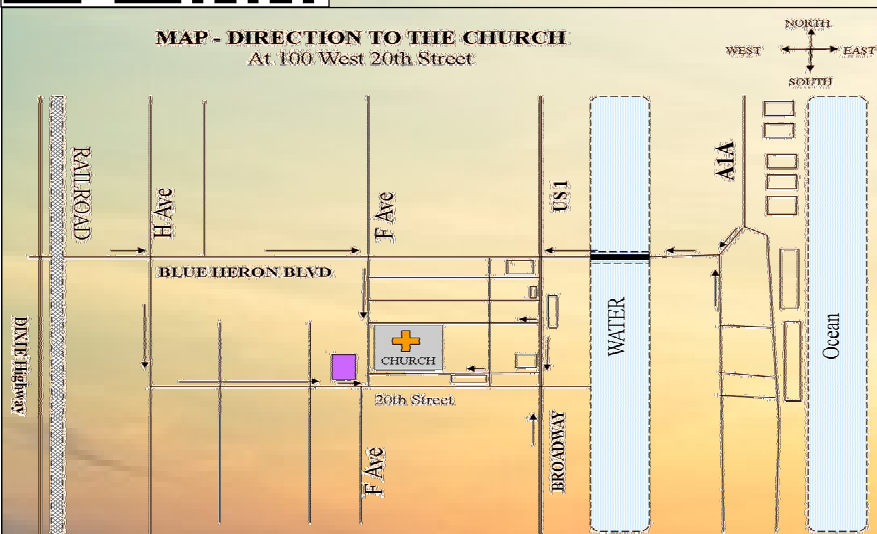 MAP - DIRECTION TO THE CHURCH
At 100 West 20th Street
NORTH
WEST
EAST
SOUTH
RAILROAD
H Ave
F Ave
US1
A1A
BLUE HERON BLVD
DIXIE Highway
CHURCH
WATER
Ocean
20th Street
F Ave
BROADWAY